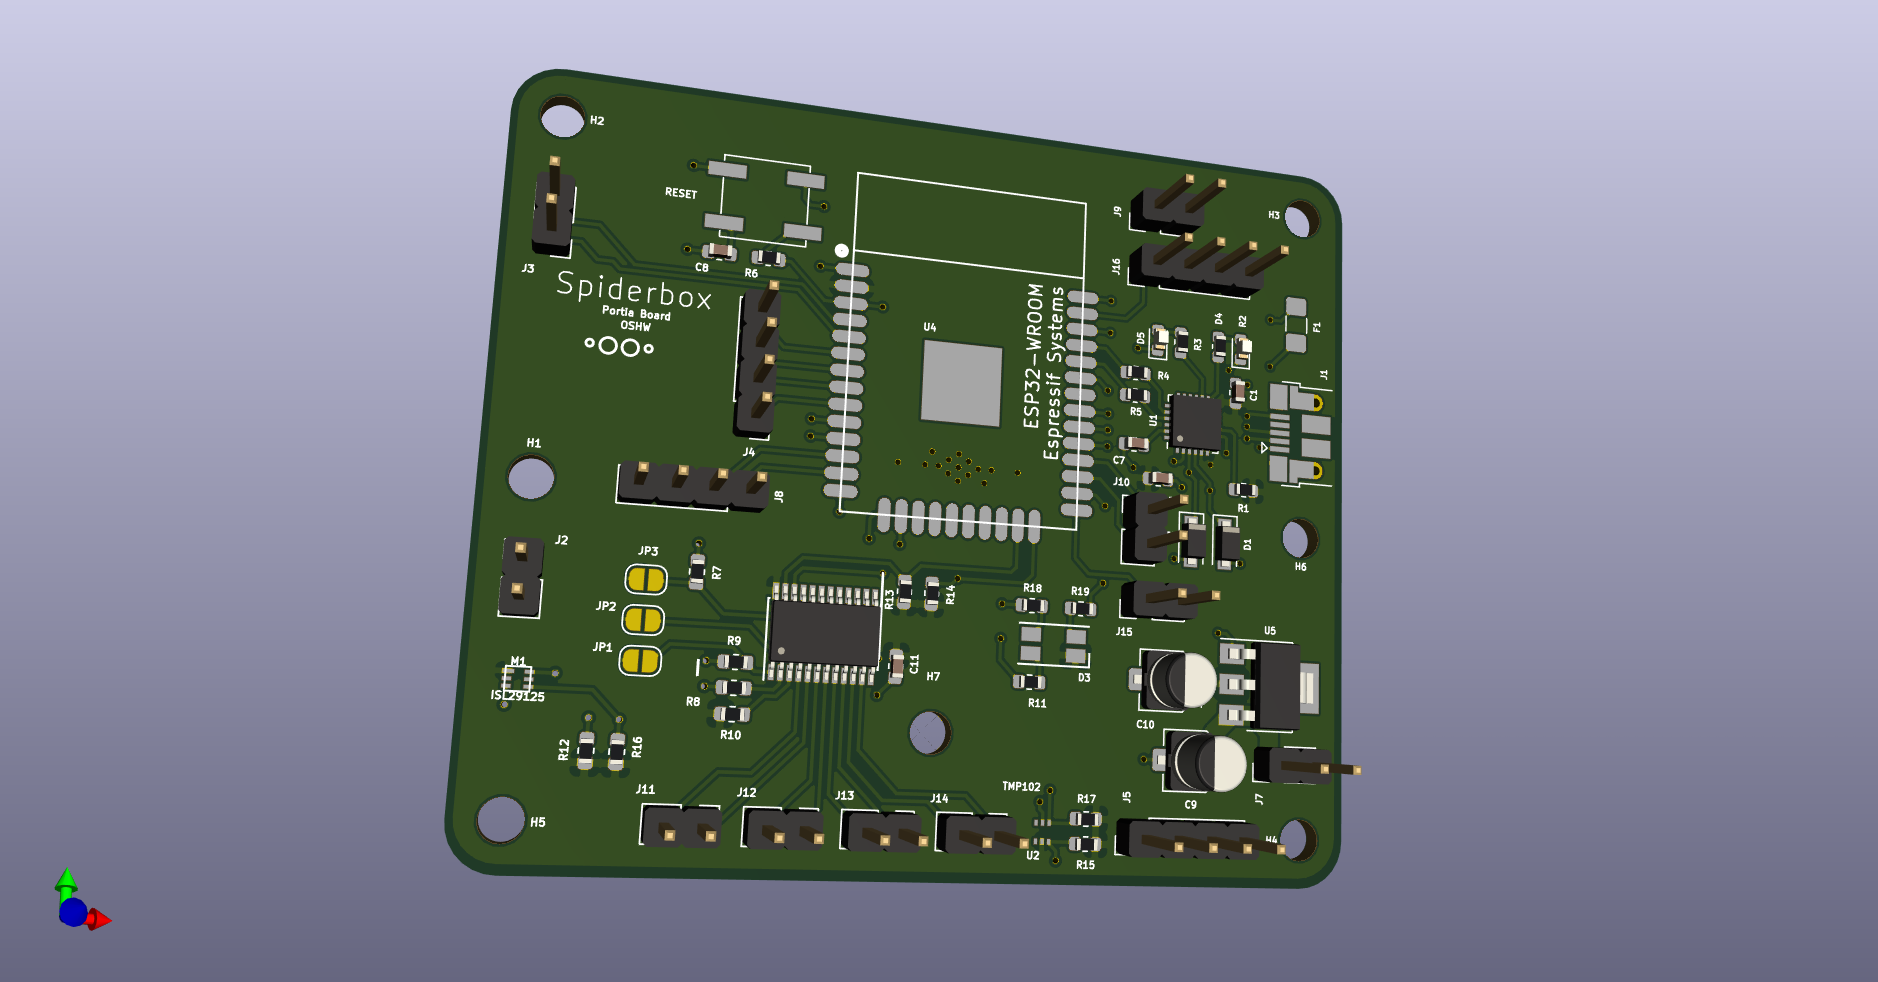 H2
RESET
J3
C8
R6
Spiderbox
Portia Board
OSHW
U4
ESP32-WROOM
Espressif Systems
J9
H3
J16
D5
R3
D4
R2
F1
R4
R5
U1
C1
J1
C7
J10
R1
D1
H6
H1
J4
J8
J2
JP3
R7
JP2
JP1
R9
R8
R10
R13
R14
C11
H7
R18
R19
D3
R11
J15
U5
C10
C9
J7
M1
ISL29125
R12
R16
H5
J11
J12
J13
J14
TMP102
U2
R17
R15
J5
H4